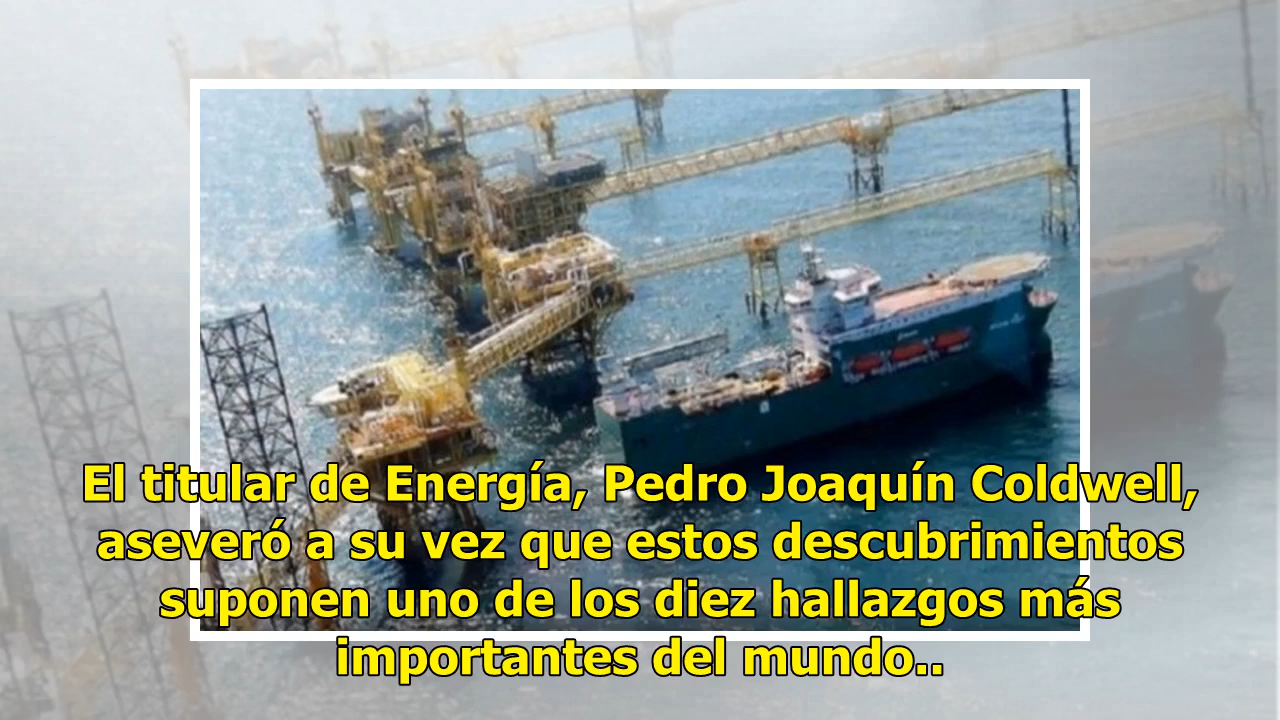 El titular de Energía, Pedro Joaquín Coldwell,
aseveró a su vez que estos descubrimientos
suponen uno de los diez hallazgos más
importantes del mundo..